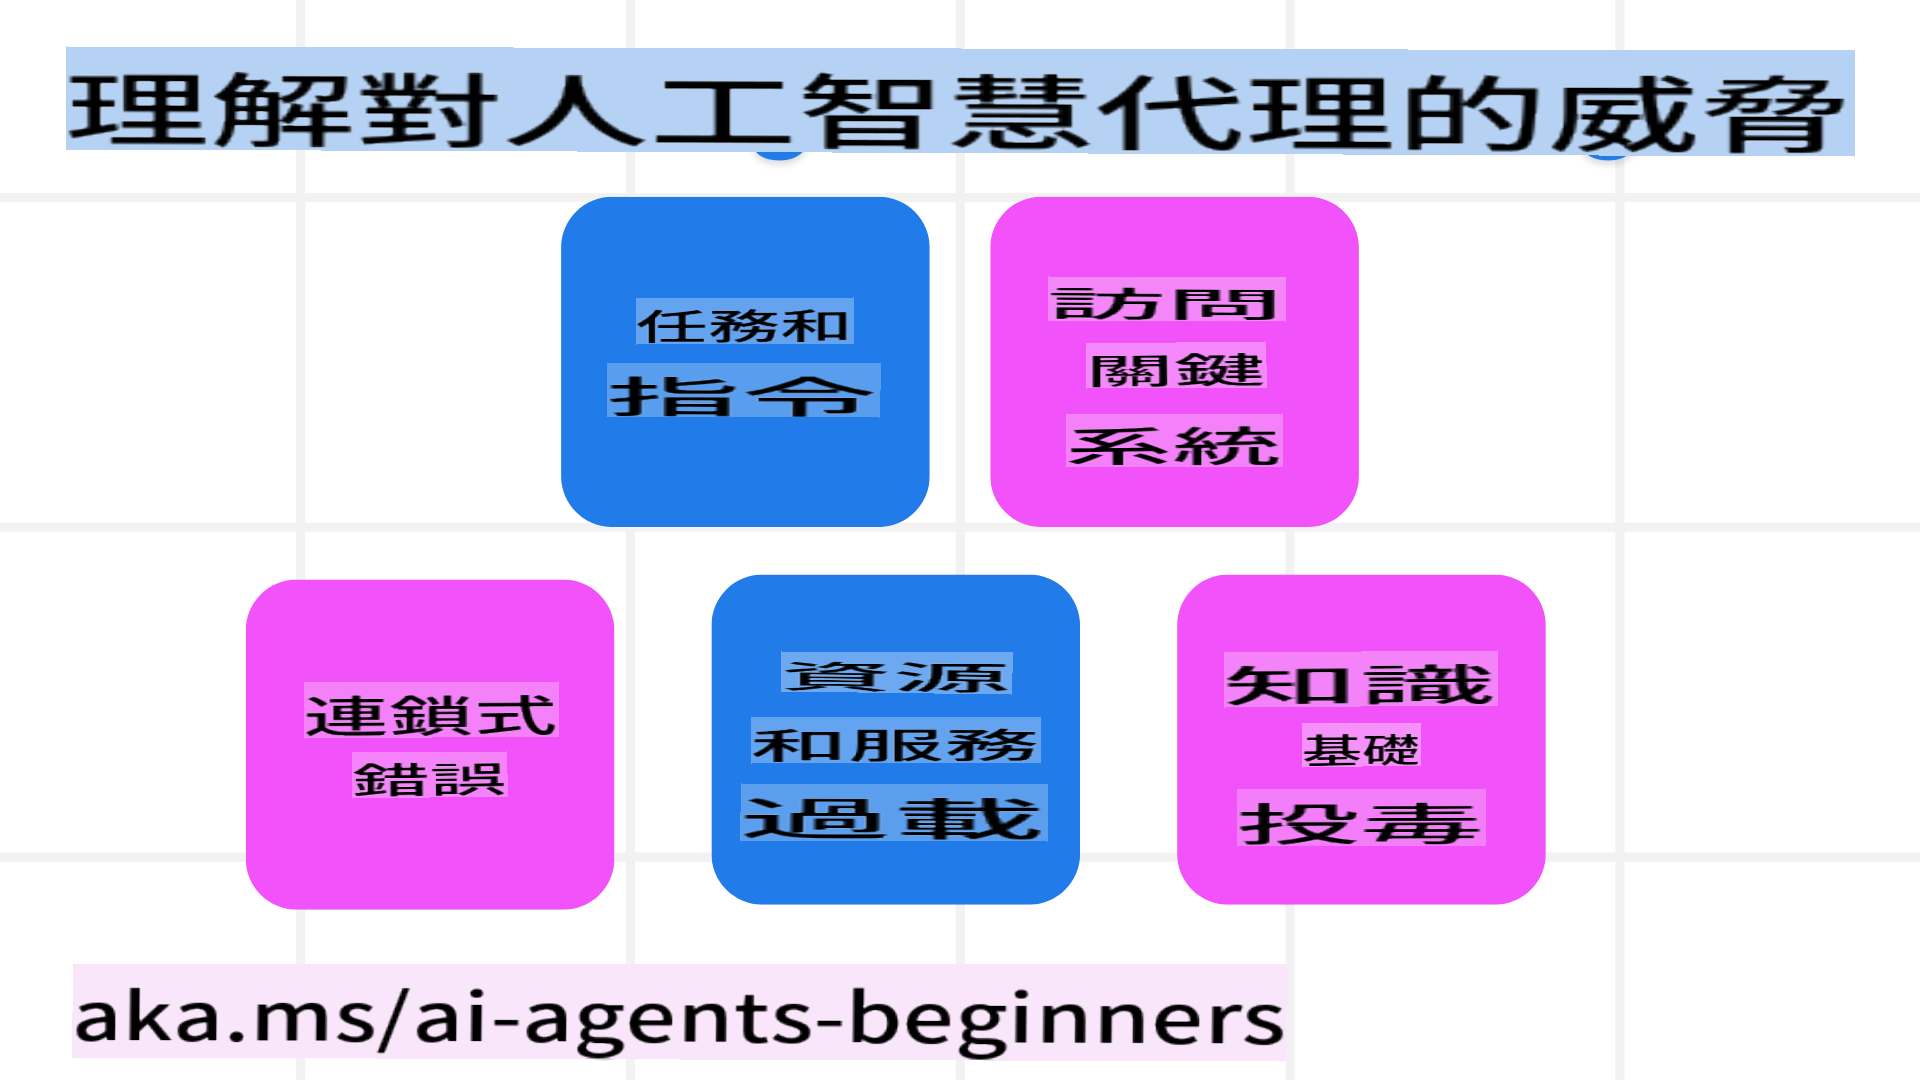 理解對人工智慧代理的威脅
任務和
指令
訪問
關鍵
系統
連鎖式
錯誤
資源
和服務
過載
知識
基礎
投毒
aka.ms/ai-agents-beginners